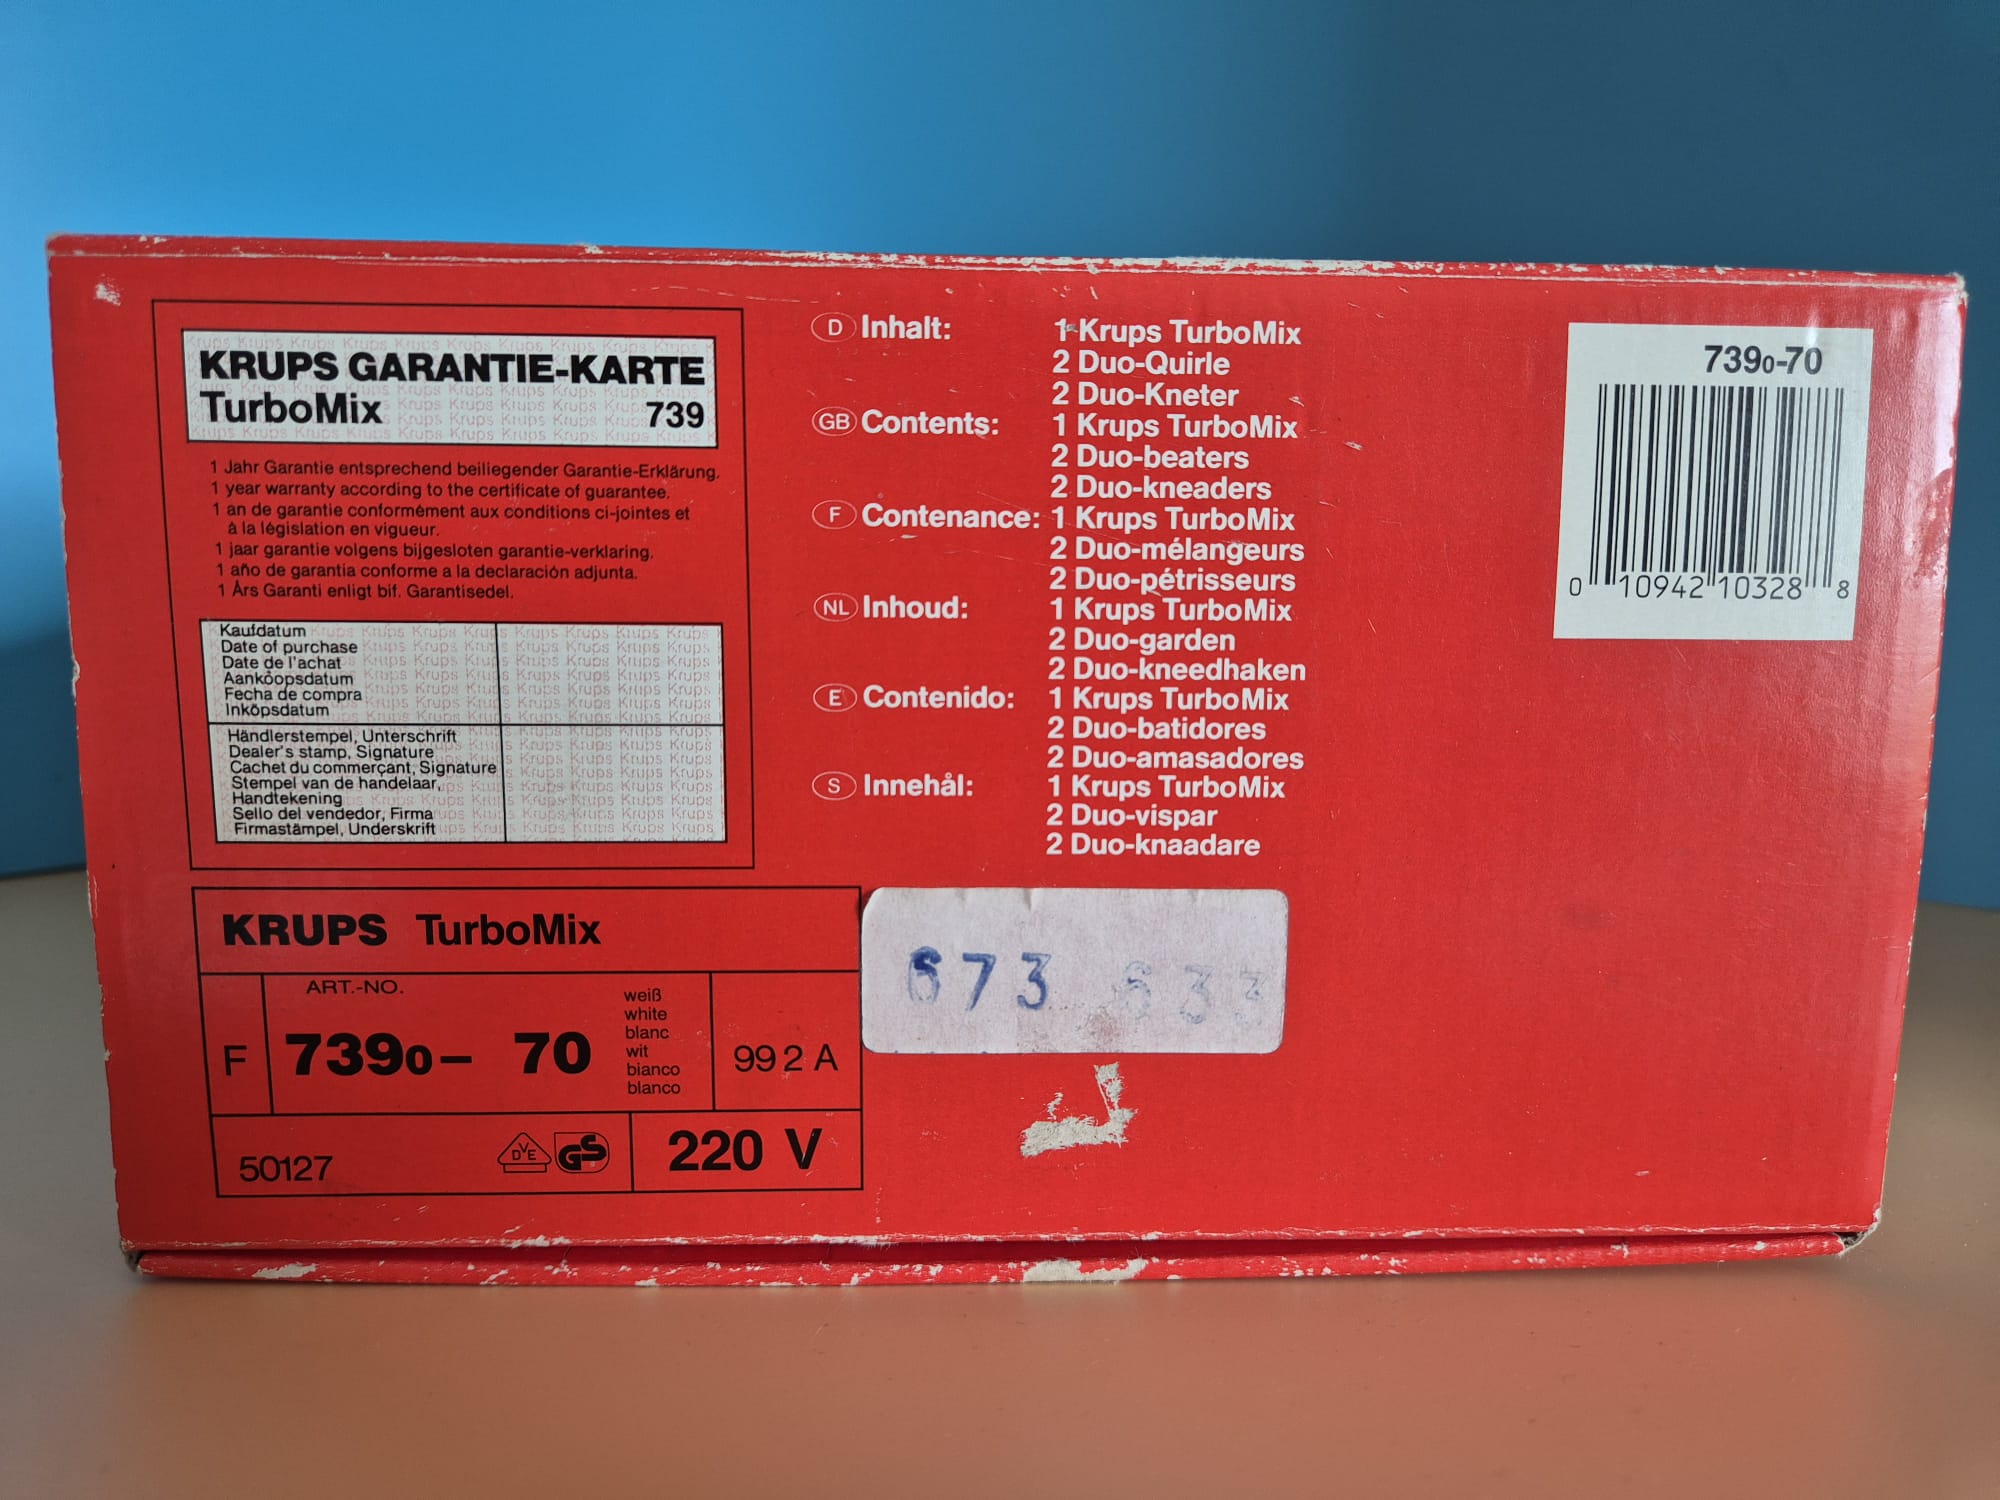 KRUPS GARANTIE-KARTE
TurboMix 739
1 Jahr Garantie entsprechend beiliegender Garantie-Erklärung.
1 year warranty according to the certificate of guarantee.
1 an de garantie conformément aux conditions ci-jointes et
à la législation en vigueur.
1 jaar garantie volgens bijgesloten garantie-verklaring.
1 año de garantia conforme a la declaración adjunta.
1 Års Garanti enligt bif. Garantisedel.
Kaufdatum
Date of purchase
Date de l'achat
Aankôopsdatum
Fecha de compra
Inköpsdatum
Händlerstempel, Unterschrift
Dealer's stamp, Signature
Cachet du commerçant, Signature
Stempel van de handelaar,
Handtekening
Sello del vendedor, Firma
Firmastämpel, Underskrift
D Inhalt: 1 Krups TurboMix
2 Duo-Quirle
2 Duo-Kneter
GB Contents: 1 Krups TurboMix
2 Duo-beaters
2 Duo-kneaders
F Contenance: 1 Krups TurboMix
2 Duo-mélangeurs
2 Duo-pétrisseurs
NL Inhoud: 1 Krups TurboMix
2 Duo-garden
2 Duo-kneedhaken
E Contenido: 1 Krups TurboMix
2 Duo-batidores
2 Duo-amasadores
S Innehål: 1 Krups TurboMix
2 Duo-vispar
2 Duo-knaadare
7390-70
0 10942 10328 8
KRUPS TurboMix
F
ART.-NO.
7390– 70
weiß
white
blanc
wit
bianco
blanco
99 2 A
50127
DVE GS
220 V
673 633